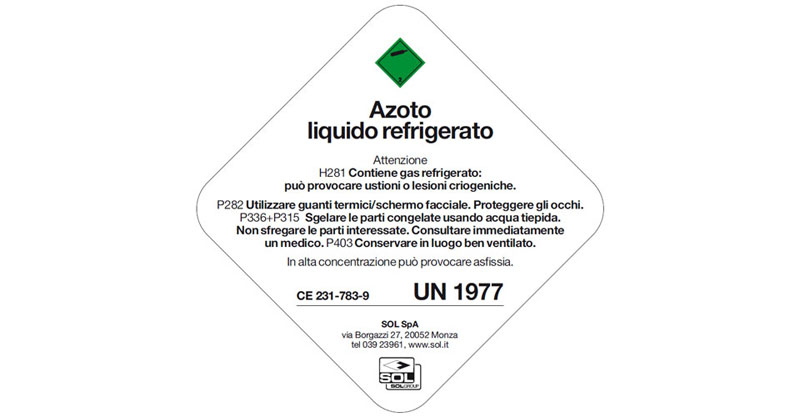 2
Azoto
liquido refrigerato
Attenzione
H281 Contiene gas refrigerato:
può provocare ustioni o lesioni criogeniche.
P282 Utilizzare guanti termici/schermo facciale. Proteggere gli occhi.
P336+P315 Sgelare le parti congelate usando acqua tiepida.
Non sfregare le parti interessate. Consultare immediatamente
un medico. P403 Conservare in luogo ben ventilato.
In alta concentrazione può provocare asfissia.
CE 231-783-9 UN 1977
SOL SpA
via Borgazzi 27, 20052 Monza
tel 039 23961, www.sol.it
SOL
SOLGROUP